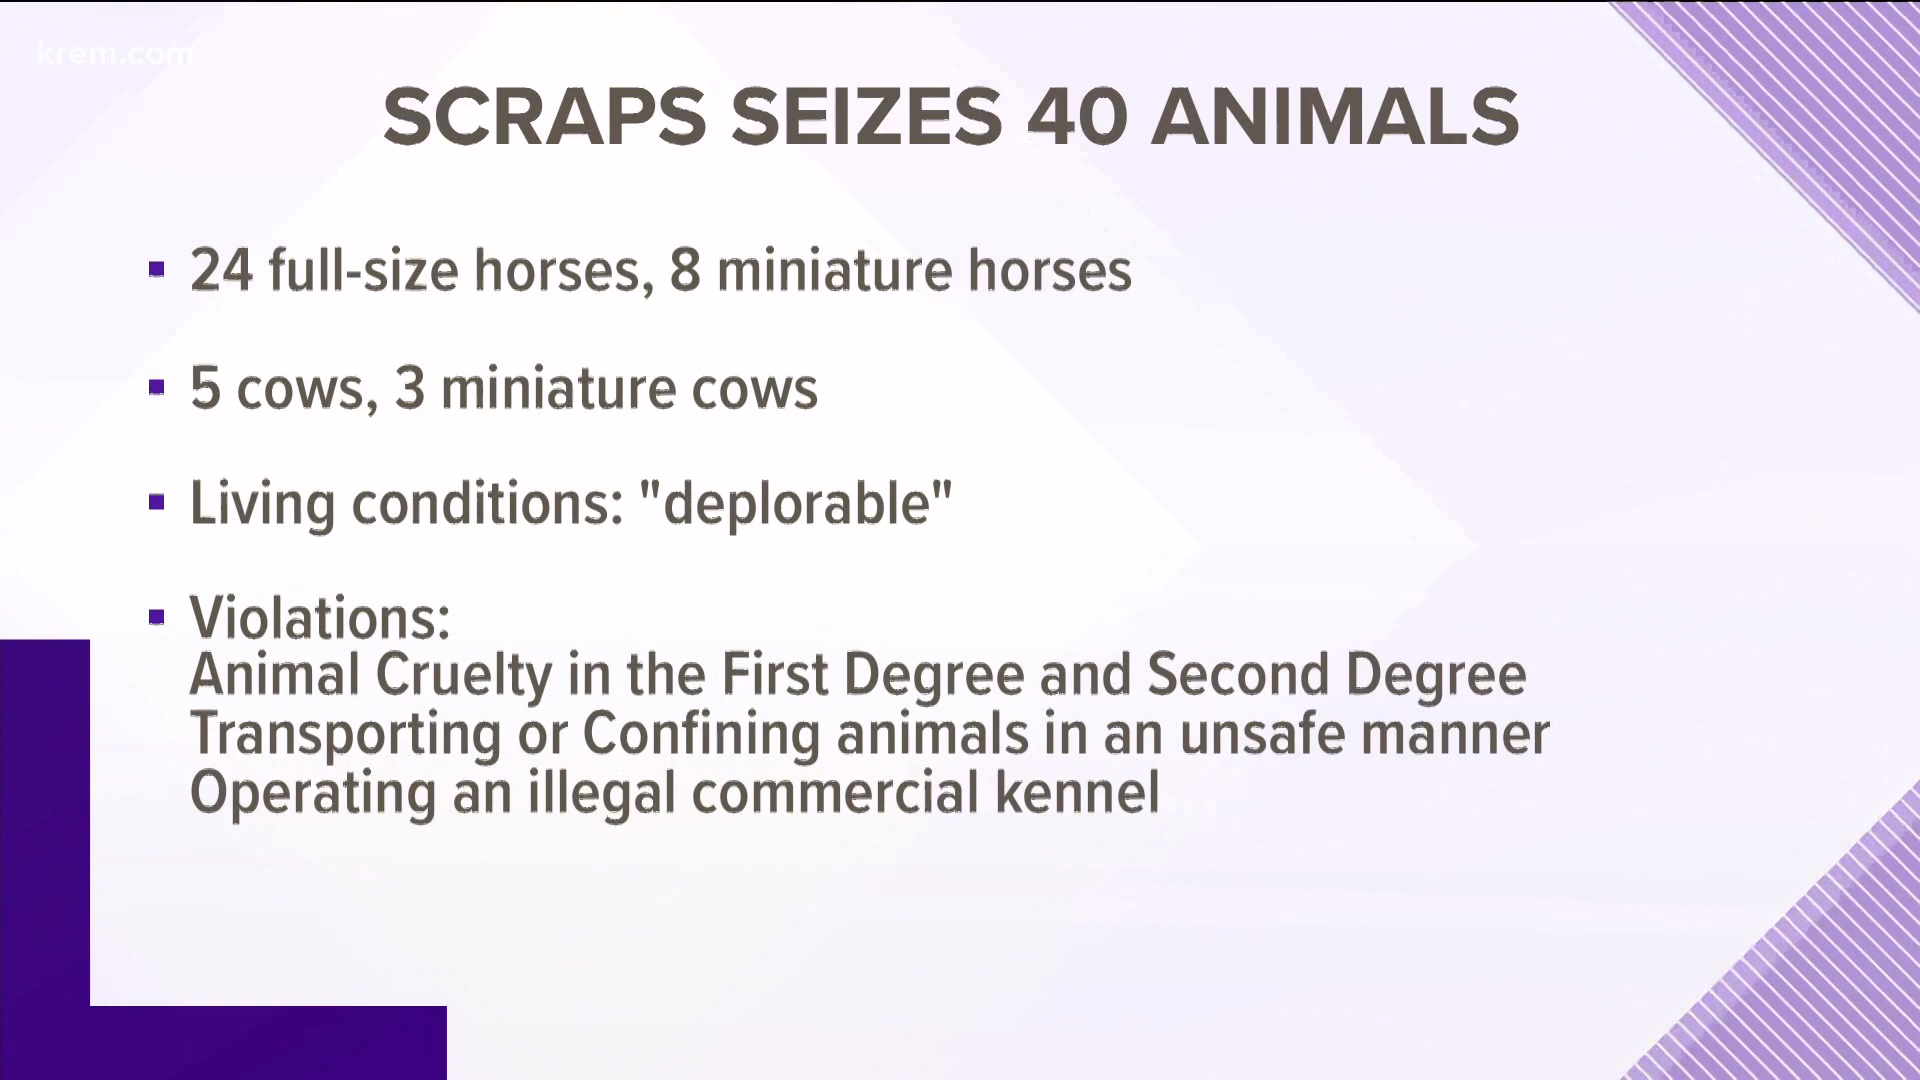 krem.com
SCRAPS SEIZES 40 ANIMALS
▪ 24 full-size horses, 8 miniature horses
▪ 5 cows, 3 miniature cows
▪ Living conditions: "deplorable"
▪ Violations:
Animal Cruelty in the First Degree and Second Degree
Transporting or Confining animals in an unsafe manner
Operating an illegal commercial kennel